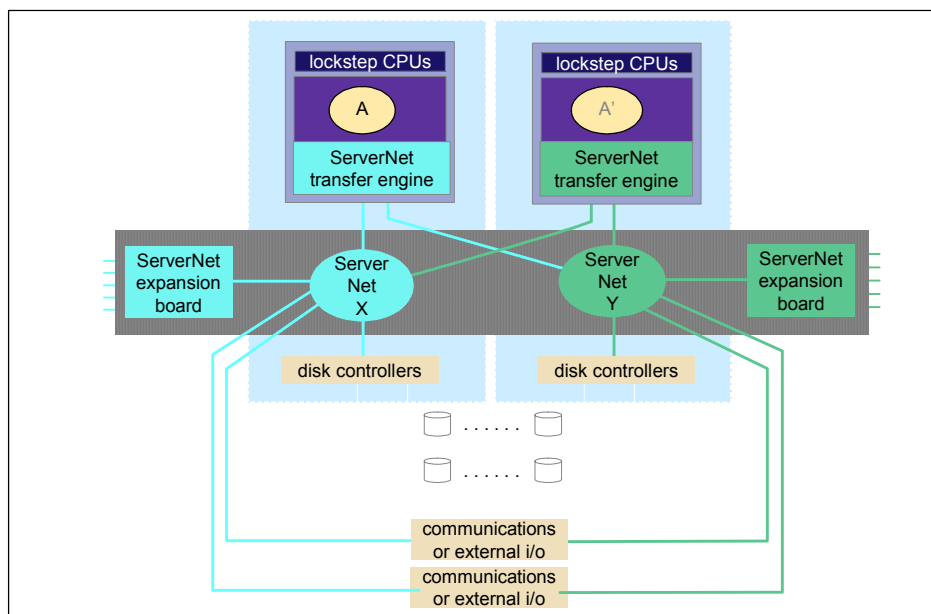 lockstep CPUs
A
ServerNet
transfer engine
lockstep CPUs
A'
ServerNet
transfer engine
ServerNet
expansion
board
Server
Net
X
Server
Net
Y
ServerNet
expansion
board
disk controllers
disk controllers
. . . . . .
. . . . . .
communications
or external i/o
communications
or external i/o